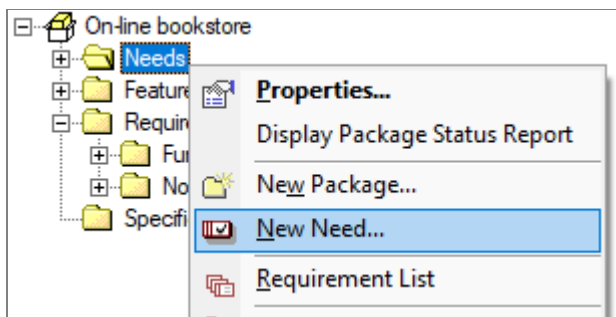 On-line bookstore
Needs
Feature
Properties...
Display Package Status Report
Requir
Fu
No
New Package...
Specifi
New Need...
Requirement List